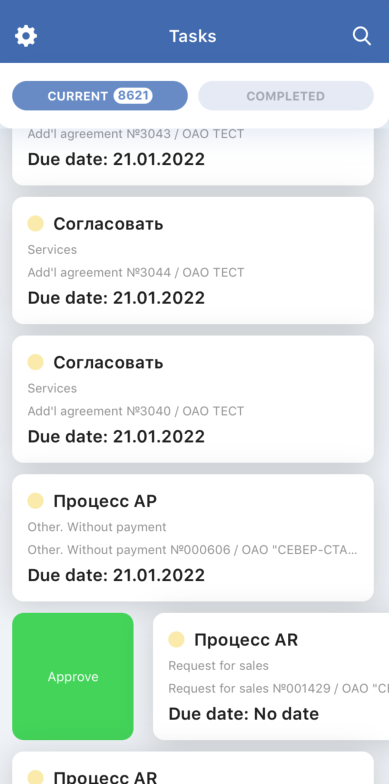 Tasks
CURRENT 8621
COMPLETED
Add'l agreement №3043 / ОАО ТЕСТ
Due date: 21.01.2022
Согласовать
Services
Add'l agreement №3044 / ОАО ТЕСТ
Due date: 21.01.2022
Согласовать
Services
Add'l agreement №3040 / ОАО ТЕСТ
Due date: 21.01.2022
Процесс AP
Other. Without payment
Other. Without payment №000606 / ОАО "СЕВЕР-СТА...
Due date: 21.01.2022
Approve
Процесс AR
Request for sales
Request for sales №001429 / ОАО "СЕ
Due date: No date
Процесс AR